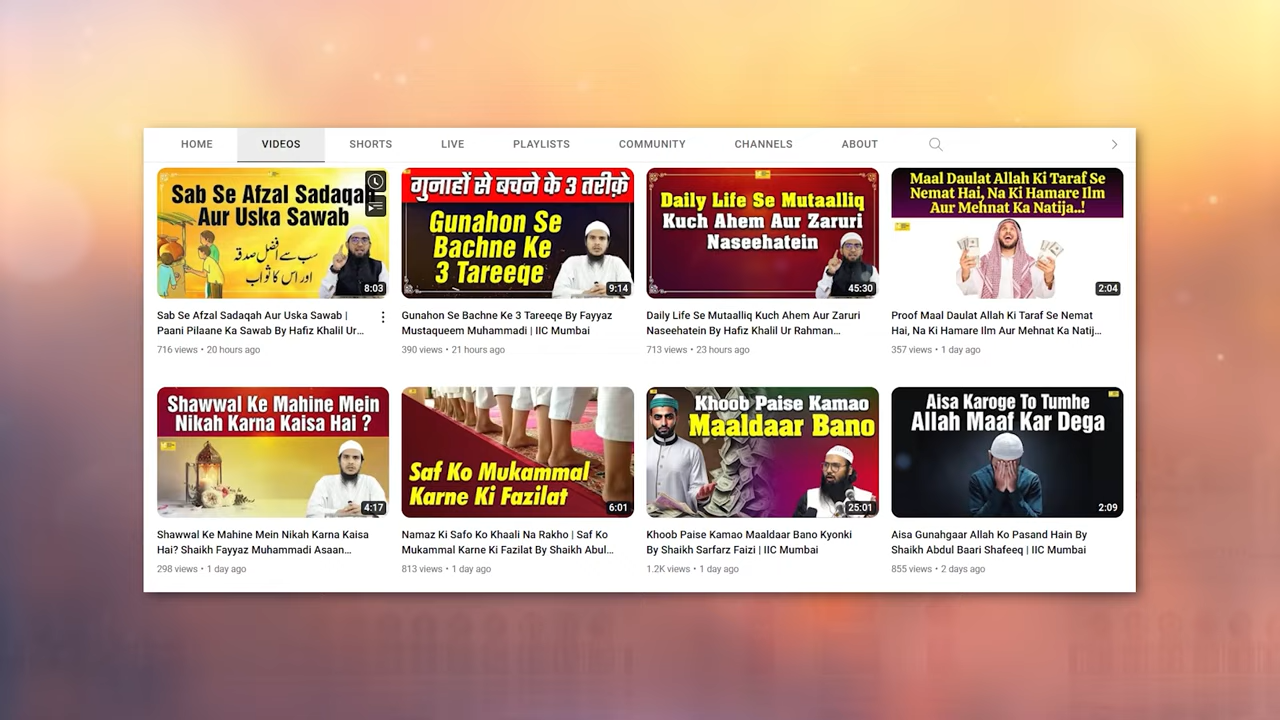 HOME VIDEOS SHORTS LIVE PLAYLISTS COMMUNITY CHANNELS ABOUT
Sab Se Afzal Sadaqah
Aur Uska Sawab
سب سے افضل صدقہ
اور اس کا ثواب
8:03
गुनाहों से बचने के 3 तरीक़े
Gunahon Se
Bachne Ke
3 Tareeqe
9:14
Daily Life Se Mutaalliq
Kuch Ahem Aur Zaruri
Naseehatein
45:30
Maal Daulat Allah Ki Taraf Se
Nemat Hai, Na Ki Hamare Ilm
Aur Mehnat Ka Natija..!
2:04
Sab Se Afzal Sadaqah Aur Uska Sawab |
Paani Pilaane Ka Sawab By Hafiz Khalil Ur...
716 views • 20 hours ago
Gunahon Se Bachne Ke 3 Tareeqe By Fayyaz
Mustaqueem Muhammadi | IIC Mumbai
390 views • 21 hours ago
Daily Life Se Mutaalliq Kuch Ahem Aur Zaruri
Naseehatein By Hafiz Khalil Ur Rahman...
713 views • 23 hours ago
Proof Maal Daulat Allah Ki Taraf Se Nemat
Hai, Na Ki Hamare Ilm Aur Mehnat Ka Natij...
357 views • 1 day ago
Shawwal Ke Mahine Mein
Nikah Karna Kaisa Hai ?
4:17
Saf Ko Mukammal
Karne Ki Fazilat
6:01
Khoob Paise Kamao
Maaldaar Bano
25:01
Aisa Karoge To Tumhe
Allah Maaf Kar Dega
2:09
Shawwal Ke Mahine Mein Nikah Karna Kaisa
Hai? Shaikh Fayyaz Muhammadi Asaan...
298 views • 1 day ago
Namaz Ki Safo Ko Khaali Na Rakho | Saf Ko
Mukammal Karne Ki Fazilat By Shaikh Abul...
813 views • 1 day ago
Khoob Paise Kamao Maaldaar Bano Kyonki
By Shaikh Sarfarz Faizi | IIC Mumbai
1.2K views • 1 day ago
Aisa Gunahgaar Allah Ko Pasand Hain By
Shaikh Abdul Baari Shafeeq | IIC Mumbai
855 views • 2 days ago